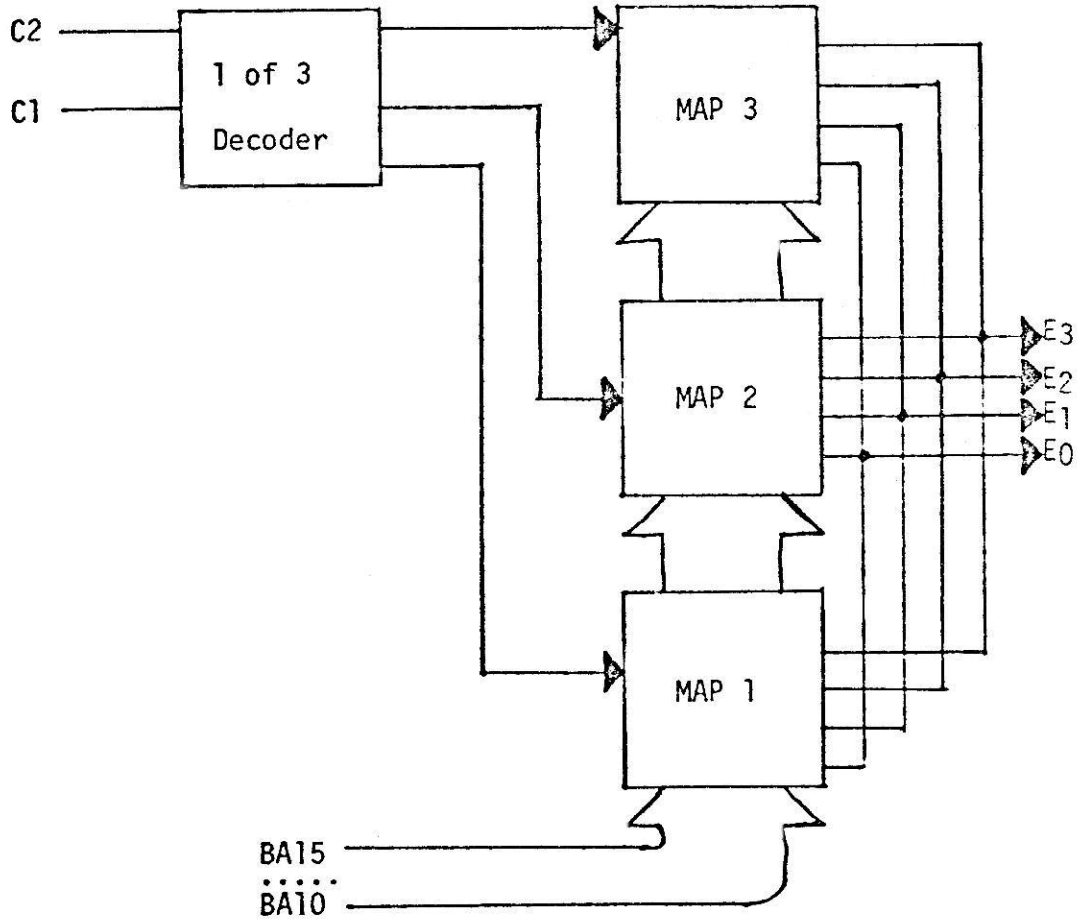 C2
1 of 3
C1
Decoder
MAP 3
E3
E2
MAP 2
E1
E0
MAP 1
BA15
.....
BA10